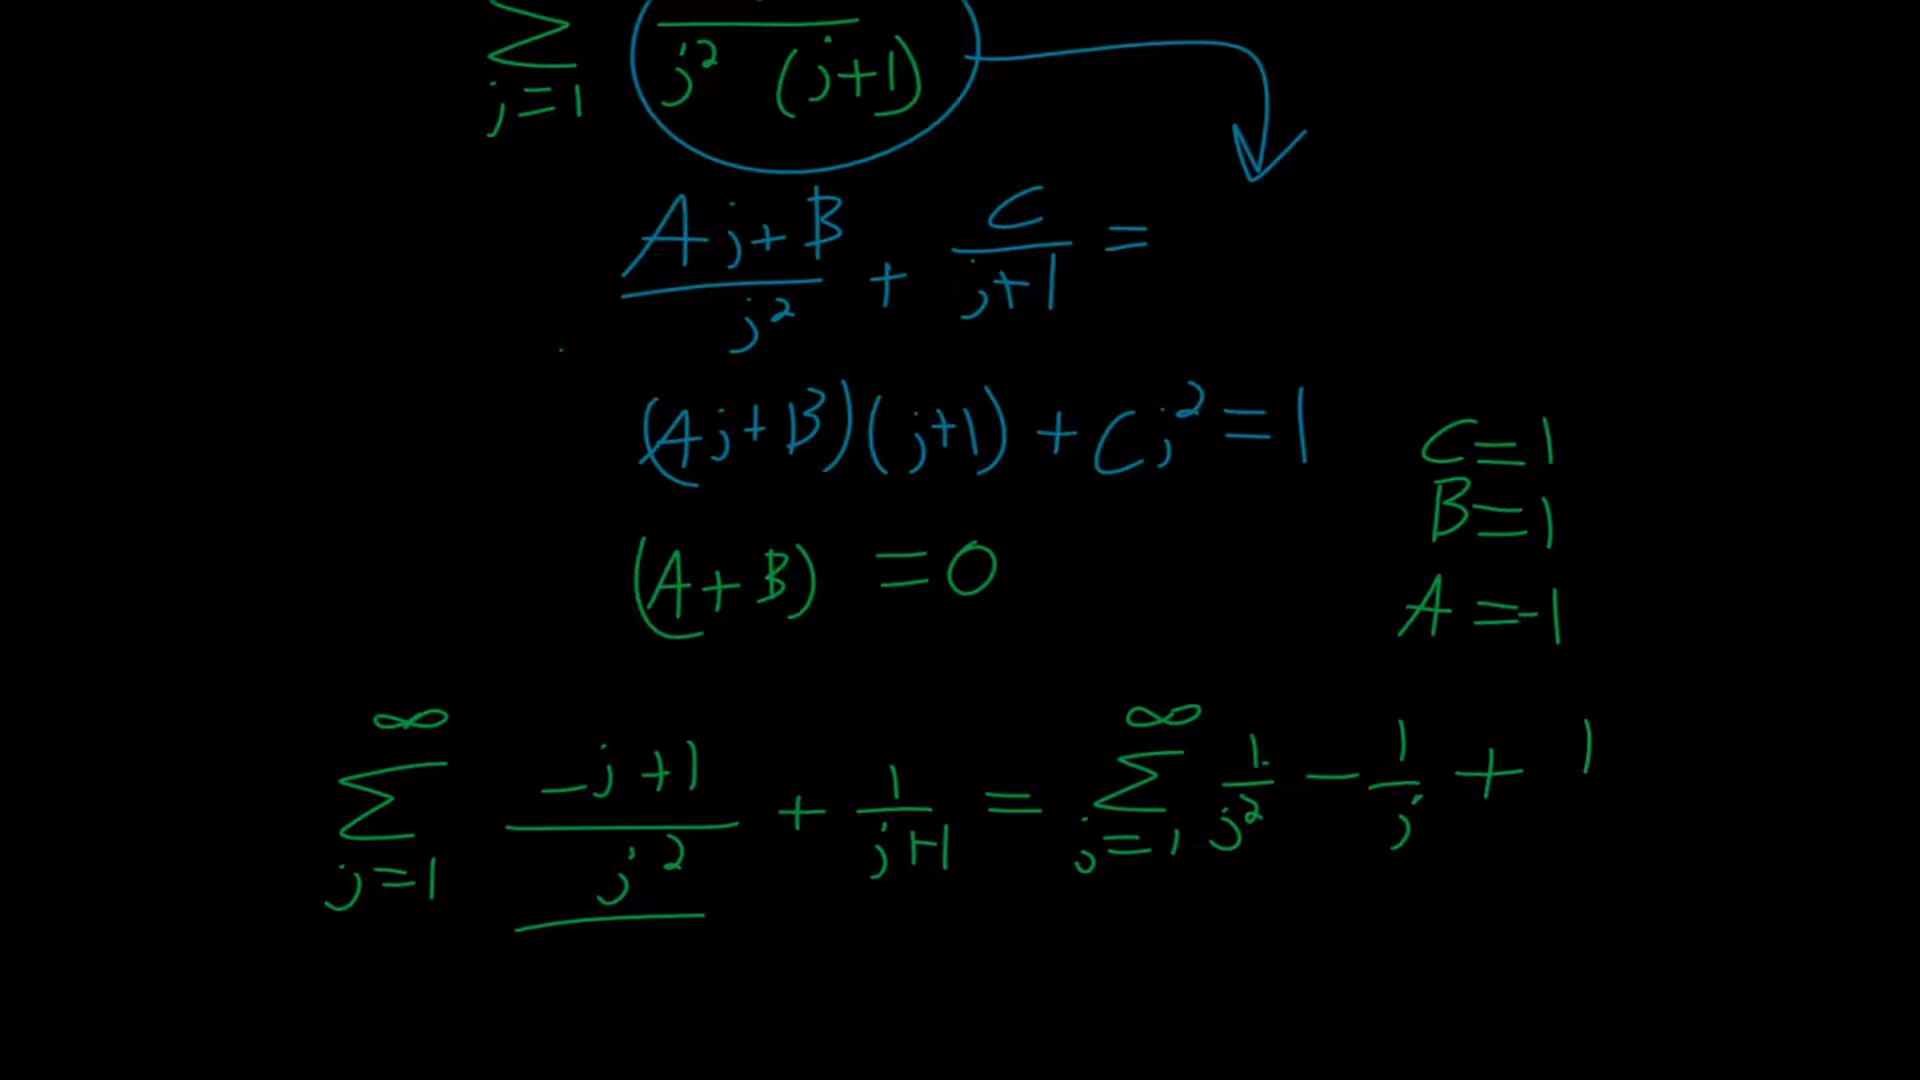 ∑ j=1 / j² (j+1)
(Aj+B)/j² + C/(j+1) =
(Aj+B)(j+1) + Cj² = 1
C=1
B=1
(A+B) = 0
A=-1
∑ j=1 ∞ (-j+1)/j² + 1/(j+1) = ∑ j=1 ∞ 1/j² - 1/j + 1